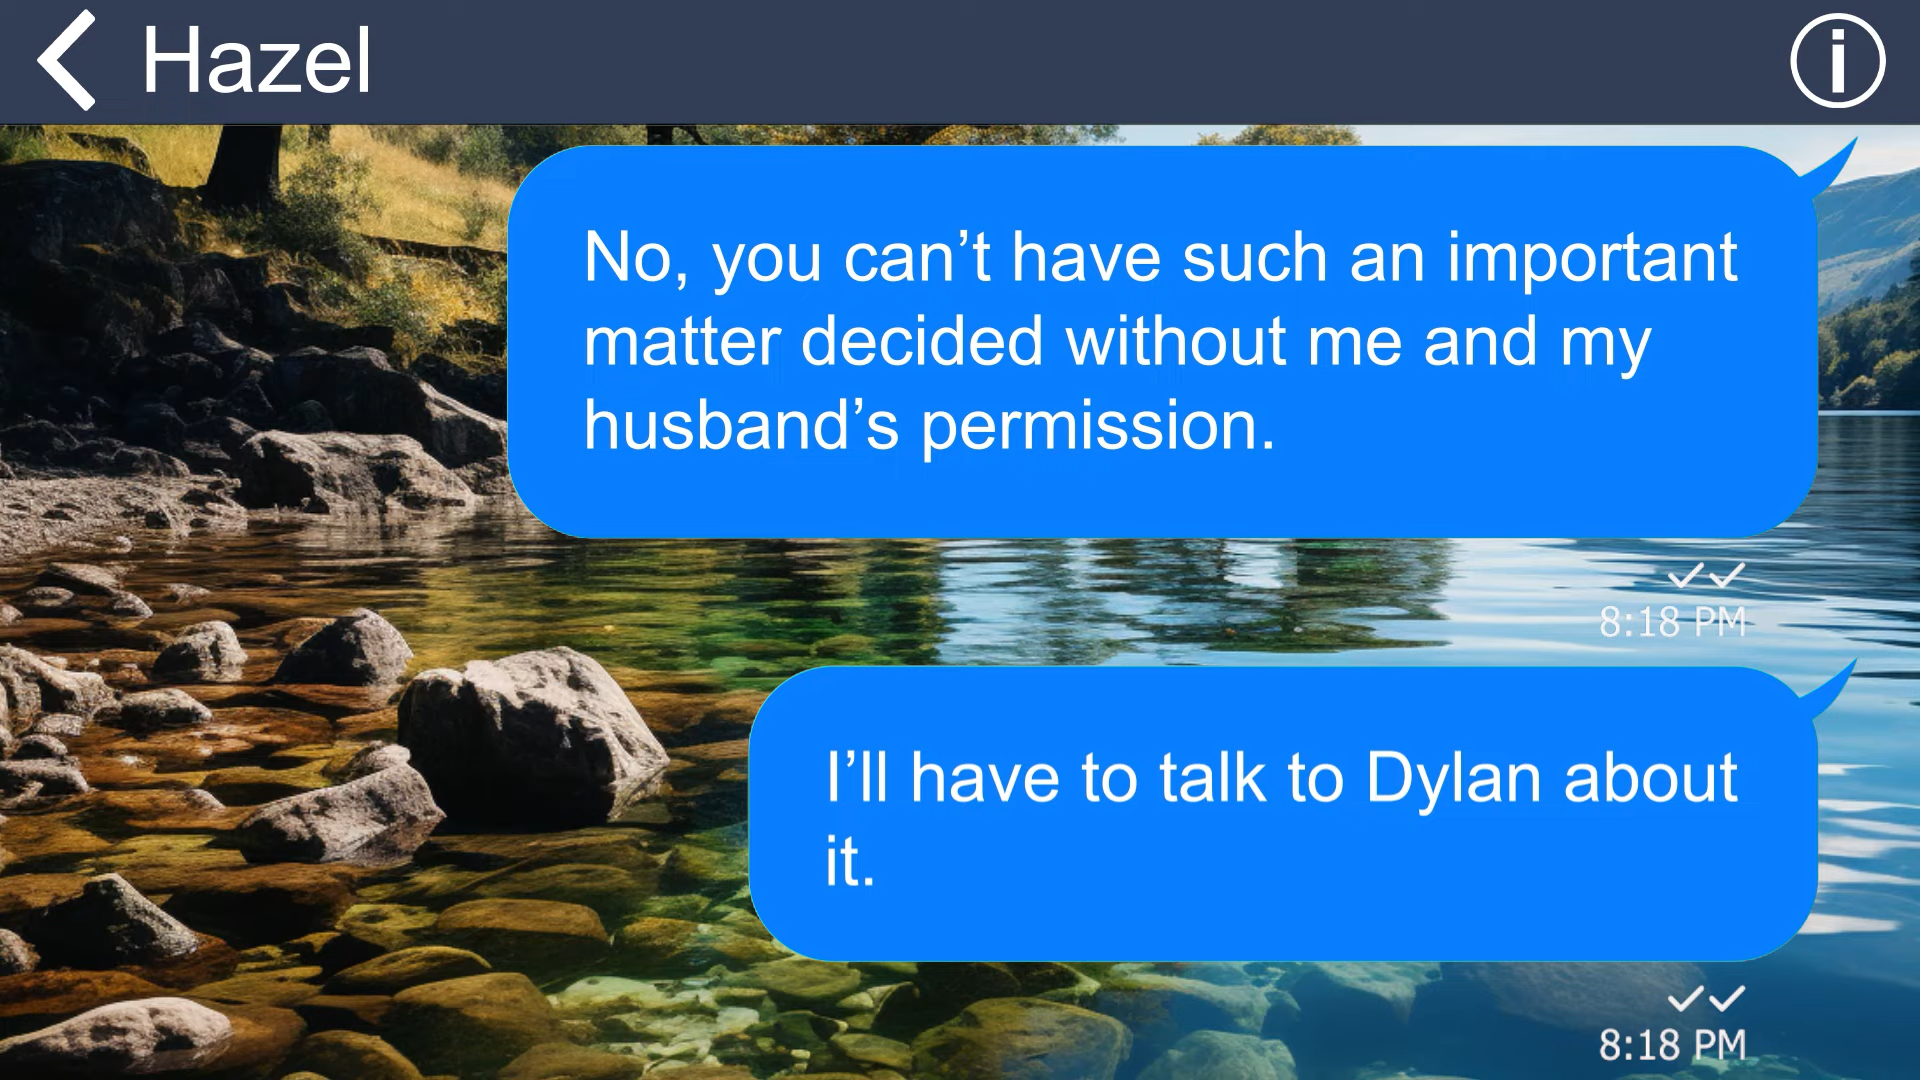 Hazel
No, you can’t have such an important
matter decided without me and my
husband’s permission.
8:18 PM
I’ll have to talk to Dylan about
it.
8:18 PM